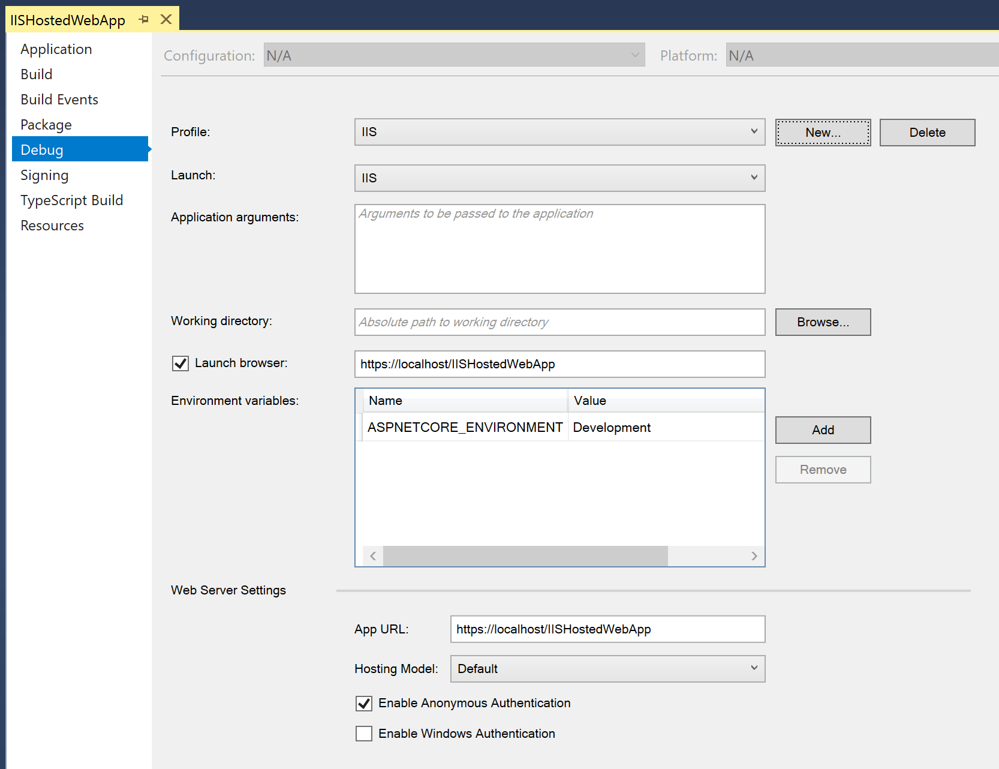 IISHostedWebApp
Application
Build
Build Events
Package
Debug
Signing
TypeScript Build
Resources
Configuration: N/A Platform: N/A
Profile: IIS New... Delete
Launch: IIS
Application arguments: Arguments to be passed to the application
Working directory: Absolute path to working directory Browse...
Launch browser: https://localhost/IISHostedWebApp
Environment variables: Name Value
ASPNETCORE_ENVIRONMENT Development
Add
Remove
Web Server Settings
App URL: https://localhost/IISHostedWebApp
Hosting Model: Default
Enable Anonymous Authentication
Enable Windows Authentication